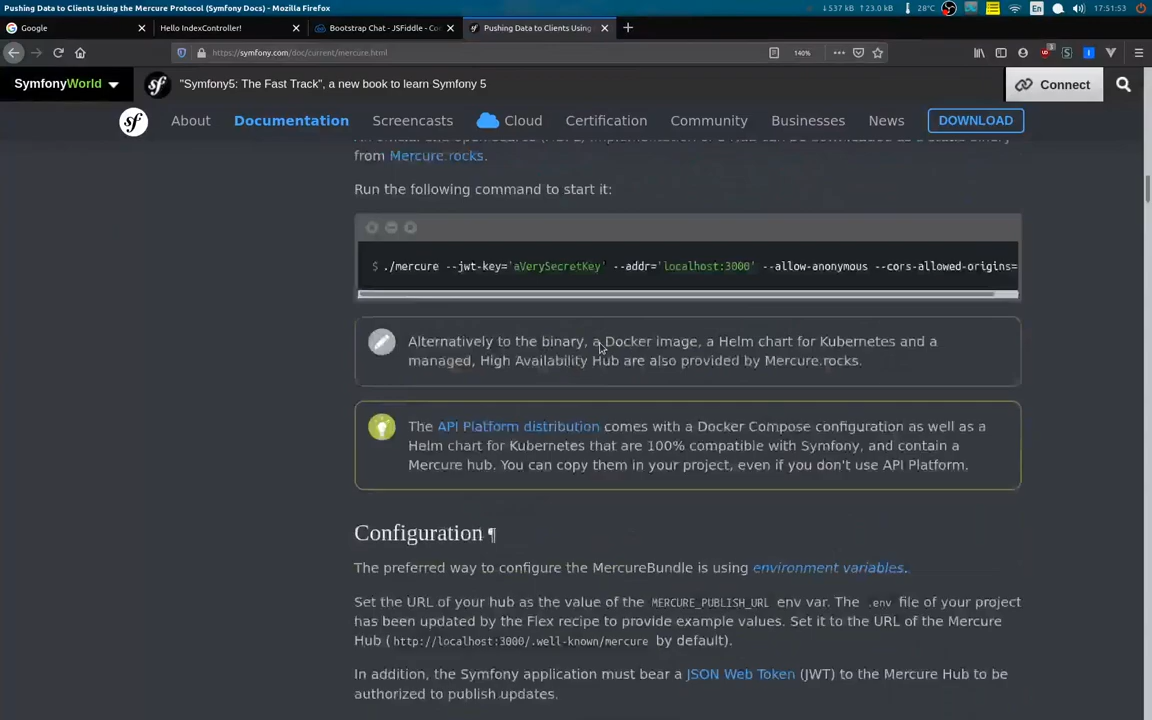 Pushing Data to Clients Using the Mercure Protocol (Symfony Docs) - Mozilla Firefox
↓537 kB ↑23.0 kB
28°C
En
17:51:53
Google
Hello IndexController!
Bootstrap Chat - JSFiddle - Co
Pushing Data to Clients Using
https://symfony.com/doc/current/mercure.html
140%
SymfonyWorld
"Symfony5: The Fast Track", a new book to learn Symfony 5
Connect
About
Documentation
Screencasts
Cloud
Certification
Community
Businesses
News
DOWNLOAD
from Mercure.rocks.
Run the following command to start it:
$ ./mercure --jwt-key='aVerySecretKey' --addr='localhost:3000' --allow-anonymous --cors-allowed-origins=
Alternatively to the binary, a Docker image, a Helm chart for Kubernetes and a
managed, High Availability Hub are also provided by Mercure.rocks.
The API Platform distribution comes with a Docker Compose configuration as well as a
Helm chart for Kubernetes that are 100% compatible with Symfony, and contain a
Mercure hub. You can copy them in your project, even if you don't use API Platform.
Configuration ¶
The preferred way to configure the MercureBundle is using environment variables.
Set the URL of your hub as the value of the MERCURE_PUBLISH_URL env var. The .env file of your project
has been updated by the Flex recipe to provide example values. Set it to the URL of the Mercure
Hub (http://localhost:3000/.well-known/mercure by default).
In addition, the Symfony application must bear a JSON Web Token (JWT) to the Mercure Hub to be
authorized to publish updates.